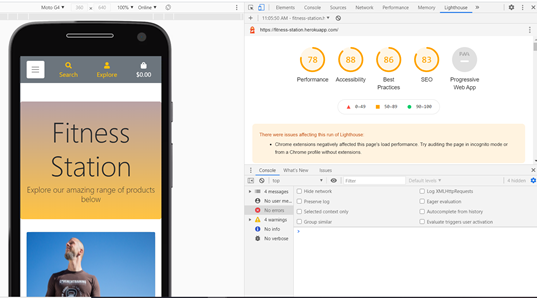 Moto G4 ▼ 360 × 640 100% ▼ Online ▼
Elements Console Sources Network Performance Memory Lighthouse »
+ 11:05:50 AM - fitness-station.h ▼
https://fitness-station.herokuapp.com/
Search
Explore
$0.00
Fitness
Station
Explore our amazing range of products
below
78 88 86 83 PWA
Performance Accessibility Best Practices SEO Progressive Web App
0-49 50-89 90-100
There were issues affecting this run of Lighthouse:
Chrome extensions negatively affected this page's load performance. Try auditing the page in incognito mode or
from a Chrome profile without extensions.
Console What's New Issues
top ▼ Filter Default levels ▼ 4 hidden
4 messages
No user me...
No errors
4 warnings
No info
No verbose
Hide network Log XMLHttpRequests
Preserve log Eager evaluation
Selected context only Autocomplete from history
Group similar Evaluate triggers user activation